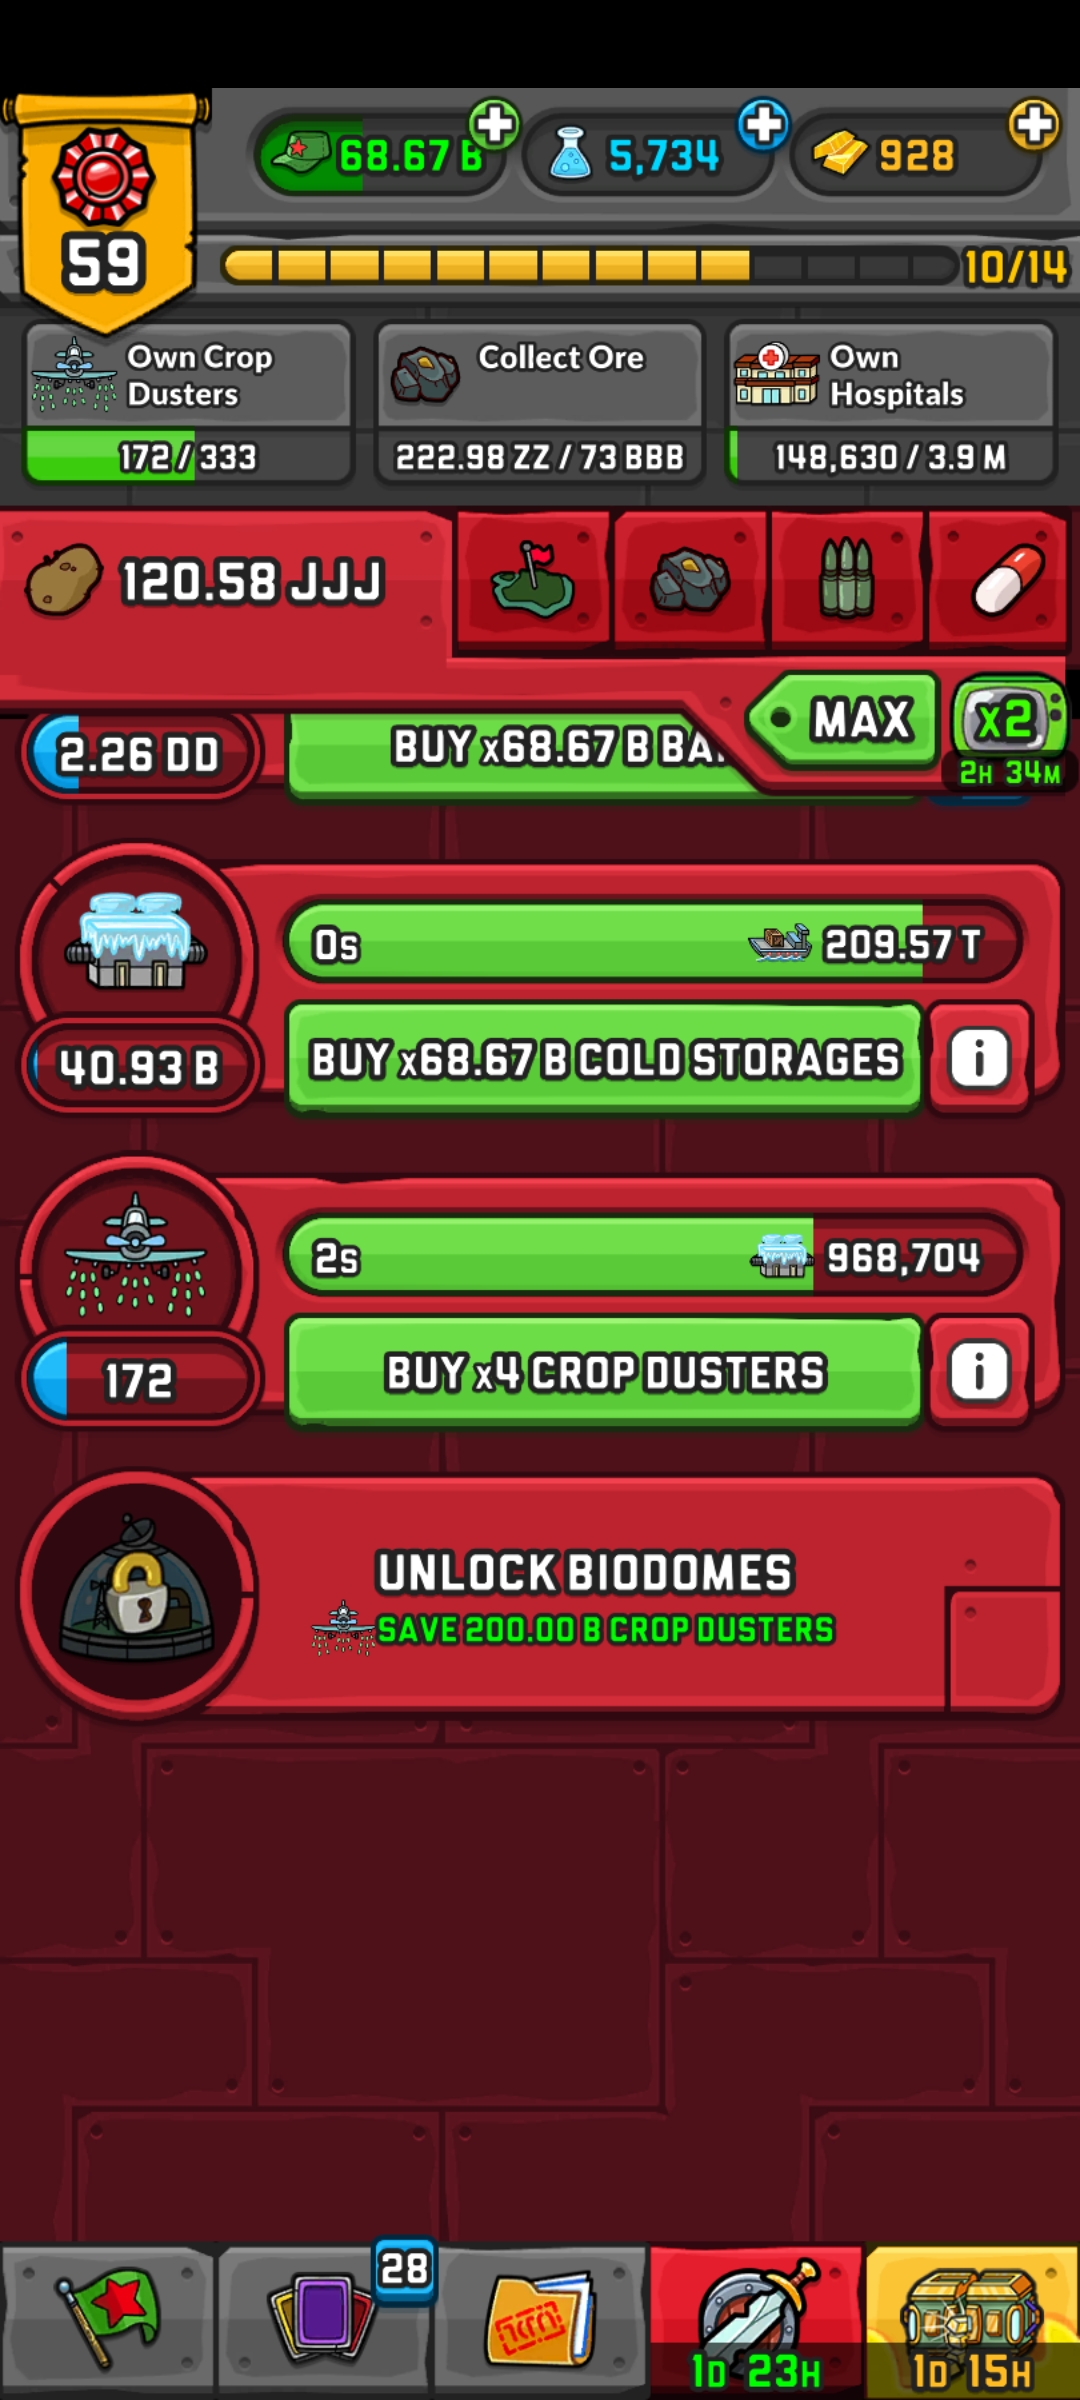 68.67 B
5,734
928
59
10/14
Own Crop
Dusters
Collect Ore
Own
Hospitals
172 / 333
222.98 ZZ / 73 BBB
148,630 / 3.9 M
120.58 JJJ
MAX
x2
2H 34M
2.26 DD
BUY x68.67 B BA
0s
209.57 T
40.93 B
BUY x68.67 B COLD STORAGES
i
2s
968,704
172
BUY x4 CROP DUSTERS
i
UNLOCK BIODOMES
SAVE 200.00 B CROP DUSTERS
28
1D 23H
1D 15H